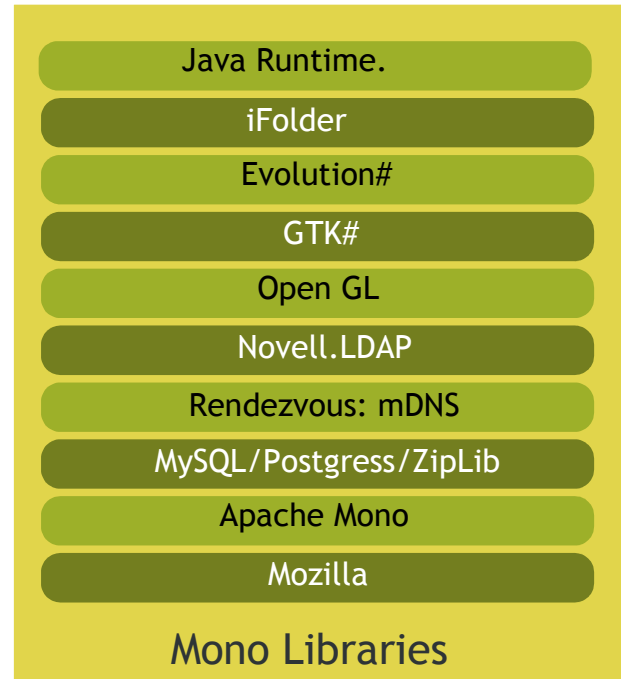 Java Runtime.
iFolder
Evolution#
GTK#
Open GL
Novell.LDAP
Rendezvous: mDNS
MySQL/Postgress/ZipLib
Apache Mono
Mozilla
Mono Libraries